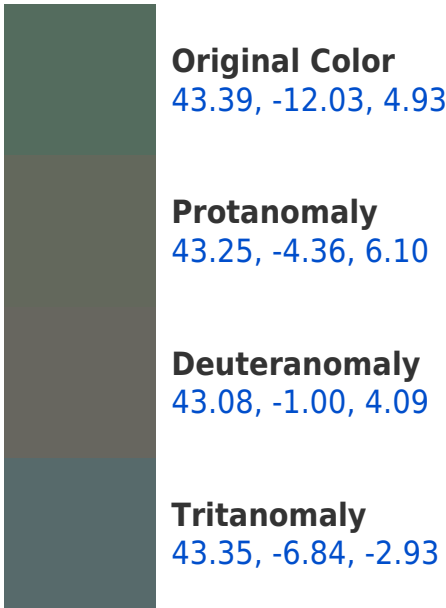 Original Color
43.39, -12.03, 4.93
Protanomaly
43.25, -4.36, 6.10
Deuteranomaly
43.08, -1.00, 4.09
Tritanomaly
43.35, -6.84, -2.93